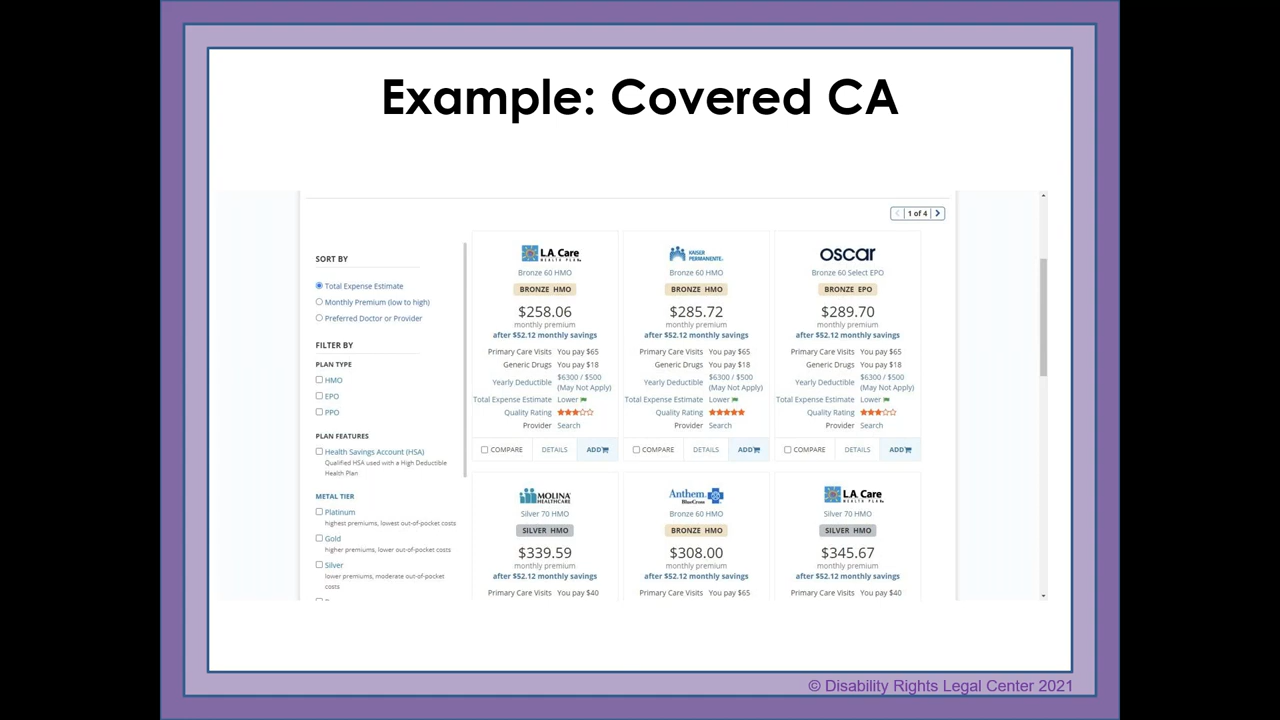 Example: Covered CA
1 of 4
SORT BY
Total Expense Estimate
Monthly Premium (low to high)
Preferred Doctor or Provider
FILTER BY
PLAN TYPE
HMO
EPO
PPO
PLAN FEATURES
Health Savings Account (HSA)
Qualified HSA used with a High Deductible
Health Plan
METAL TIER
Platinum
highest premiums, lowest out-of-pocket costs
Gold
higher premiums, lower out-of-pocket costs
Silver
lower premiums, moderate out-of-pocket
costs
L.A. Care
HEALTH PLAN
Bronze 60 HMO
BRONZE HMO
$258.06
monthly premium
after $52.12 monthly savings
Primary Care Visits You pay $65
Generic Drugs You pay $18
Yearly Deductible $6300 / $500
(May Not Apply)
Total Expense Estimate Lower
Quality Rating
Provider Search
COMPARE DETAILS ADD
KAISER
PERMANENTE
Bronze 60 HMO
BRONZE HMO
$285.72
monthly premium
after $52.12 monthly savings
Primary Care Visits You pay $65
Generic Drugs You pay $18
Yearly Deductible $6300 / $500
(May Not Apply)
Total Expense Estimate Lower
Quality Rating
Provider Search
COMPARE DETAILS ADD
oscar
Bronze 60 Select EPO
BRONZE EPO
$289.70
monthly premium
after $52.12 monthly savings
Primary Care Visits You pay $65
Generic Drugs You pay $18
Yearly Deductible $6300 / $500
(May Not Apply)
Total Expense Estimate Lower
Quality Rating
Provider Search
COMPARE DETAILS ADD
MOLINA
HEALTHCARE
Silver 70 HMO
SILVER HMO
$339.59
monthly premium
after $52.12 monthly savings
Primary Care Visits You pay $40
Anthem
BlueCross
Bronze 60 HMO
BRONZE HMO
$308.00
monthly premium
after $52.12 monthly savings
Primary Care Visits You pay $65
L.A. Care
HEALTH PLAN
Silver 70 HMO
SILVER HMO
$345.67
monthly premium
after $52.12 monthly savings
Primary Care Visits You pay $40
© Disability Rights Legal Center 2021